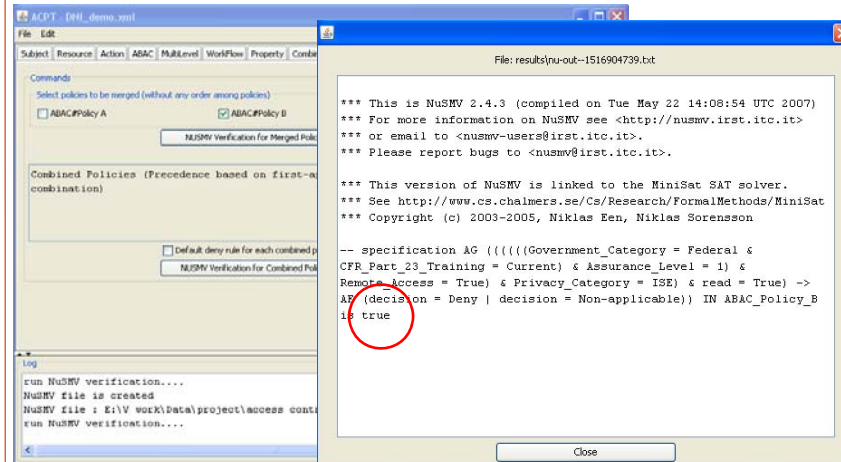 ACPT - DHI_demo.xml
File Edit
Subject Resource Action ABAC MultiLevel WorkFlow Property Combi
Commands
Select policies to be merged (without any order among policies)
ABAC#Policy A
ABAC#Policy B
NUSMV Verification for Merged Polic
Combined Policies (Precedence based on first-a
combination)
Default deny rule for each combined p
NUSMV Verification for Combined Poli
Log
run NuSMV verification....
NuSMV file is created
NuSMV file : E:\V work\Data\project\access contr
run NuSMV verification....
File: results\nu-out--1516904739.txt
*** This is NuSMV 2.4.3 (compiled on Tue May 22 14:08:54 UTC 2007)
*** For more information on NuSMV see <http://nusmv.irst.itc.it>
*** or email to <nusmv-users@irst.itc.it>.
*** Please report bugs to <nusmv@irst.itc.it>.
*** This version of NuSMV is linked to the MiniSat SAT solver.
*** See http://www.cs.chalmers.se/Cs/Research/FormalMethods/MiniSat
*** Copyright (c) 2003-2005, Niklas Een, Niklas Sorensson
-- specification AG ((((((Government_Category = Federal &
CFR_Part_23_Training = Current) & Assurance_Level = 1) &
Remote_Access = True) & Privacy_Category = ISE) & read = True) ->
AF (decision = Deny | decision = Non-applicable)) IN ABAC_Policy_B
is true
Close